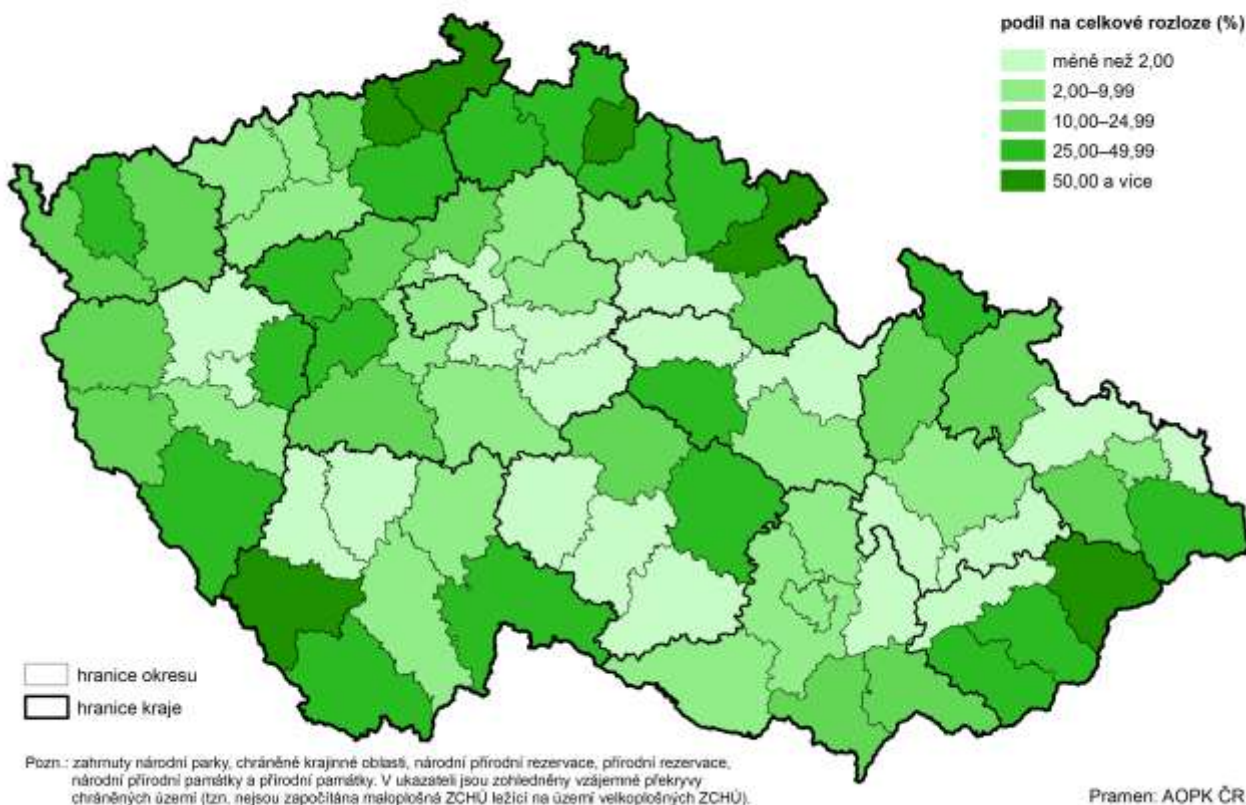 podíl na celkové rozloze (%)
méně než 2,00
2,00–9,99
10,00–24,99
25,00–49,99
50,00 a více
hranice okresu
hranice kraje
Pozn.: zahrnuty národní parky, chráněné krajinné oblasti, národní přírodní rezervace, přírodní rezervace,
národní přírodní památky a přírodní památky. V ukazateli jsou zohledněny vzájemné překryvy
chráněných území (tzn. nejsou započítána maloplošná ZCHÚ ležící na území velkoplošných ZCHÚ).
Pramen: AOPK ČR